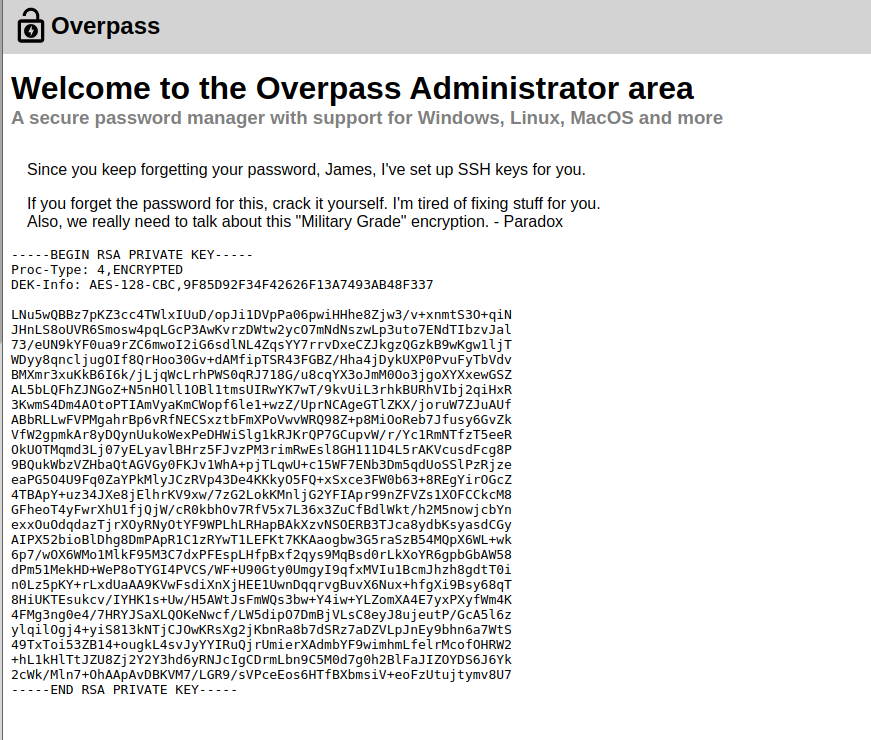 Overpass
Welcome to the Overpass Administrator area
A secure password manager with support for Windows, Linux, MacOS and more
Since you keep forgetting your password, James, I've set up SSH keys for you.
If you forget the password for this, crack it yourself. I'm tired of fixing stuff for you.
Also, we really need to talk about this "Military Grade" encryption. - Paradox
-----BEGIN RSA PRIVATE KEY-----
Proc-Type: 4,ENCRYPTED
DEK-Info: AES-128-CBC,9F85D92F34F42626F13A7493AB48F337

LNu5wQBBz7pKZ3cc4TWlxIUuD/opJi1DVpPa06pwiHHhe8Zjw3/v+xnmtS3O+qiN
JHnLS8oUVR6Smosw4pqLGcP3AwKvrzDWtw2ycO7mNdNszwLp3uto7ENdTIbzvJal
73/eUN9kYF0ua9rZC6mwoI2iG6sdlNL4ZqsYY7rrvDxeCZJkgzQGzkB9wKgw1ljT
WDyy8qncljugOIf8QrHoo30Gv+dAMfipTSR43FGBZ/Hha4jDykUXP0PvuFyTbVdv
BMXmr3xuKkB6I6k/jLjqWcLrhPWS0qRJ718G/u8cqYX3oJmM0Oo3jgoXYXxewGSZ
AL5bLQFhZJNGoZ+N5nHOll1OBl1tmsUIRwYK7wT/9kvUiL3rhkBURhVIbj2qiHxR
3KwmS4Dm4AOtoPTIAmVyaKmCWopf6le1+wzZ/UprNCAgeGTlZKX/joruW7ZJuAUf
ABbRLLwFVPMgahrBp6vRfNECSxztbFmXPoVwvWRQ98Z+p8MiOoReb7Jfusy6GvZk
VfW2gpmkAr8yDQynUukoWexPeDHWiSlg1kRJKrQP7GCupvW/r/Yc1RmNTfzT5eeR
OkUOTMqmd3Lj07yELyavlBHrz5FJvzPM3rimRwEsl8GH111D4L5rAKVcusdFcg8P
9BQukWbzVZHbaQtAGVGy0FKJv1WhA+pjTLqwU+c15WF7ENb3Dm5qdUoSSlPzRjze
eaPG5O4U9Fq0ZaYPkMlyJCzRVp43De4KKkyO5FQ+xSxce3FW0b63+8REgYirOGcZ
4TBApY+uz34JXe8jElhrKV9xw/7zG2LokKMnljG2YFIApr99nZFVZs1XOFCCkcM8
GFheoT4yFwrXhU1fjQjW/cR0kbhOv7RfV5x7L36x3ZuCfBdlWkt/h2M5nowjcbYn
exxOuOdqdazTjrXOyRNyOtYF9WPLhLRHapBAkXzvNSOERB3TJca8ydbKsyasdCGy
AIPX52bioBlDhg8DmPApR1C1zRYwT1LEFKt7KKAaogbw3G5raSzB54MQpX6WL+wk
6p7/wOX6WMo1MlkF95M3C7dxPFEspLHfpBxf2qys9MqBsd0rLkXoYR6gpbGbAW58
dPm51MekHD+WeP8oTYGI4PVCS/WF+U90Gty0UmgyI9qfxMVIu1BcmJhzh8gdtT0i
n0Lz5pKY+rLxdUaAA9KVwFsdiXnXjHEE1UwnDqqrvgBuvX6Nux+hfgXi9Bsy68qT
8HiUKTEsukcv/IYHK1s+Uw/H5AWtJsFmWQs3bw+Y4iw+YLZomXA4E7yxPXyfWm4K
4FMg3ng0e4/7HRYJSaXLQOKeNwcf/LW5dipO7DmBjVLsC8eyJ8ujeutP/GcA5l6z
ylqilOgj4+yiS813kNTjCJOwKRsXg2jKbnRa8b7dSRz7aDZVLpJnEy9bhn6a7WtS
49TxToi53ZB14+ougkL4svJyYYIRuQjrUmierXAdmbYF9wimhmLfelrMcofOHRW2
+hL1kHlTtJZU8Zj2Y2Y3hd6yRNJcIgCDrmLbn9C5M0d7g0h2BlFaJIZOYDS6J6Yk
2cWk/Mln7+OhAApAvDBKVM7/LGR9/sVPceEos6HTfBXbmsiV+eoFzUtujtymv8U7
-----END RSA PRIVATE KEY-----